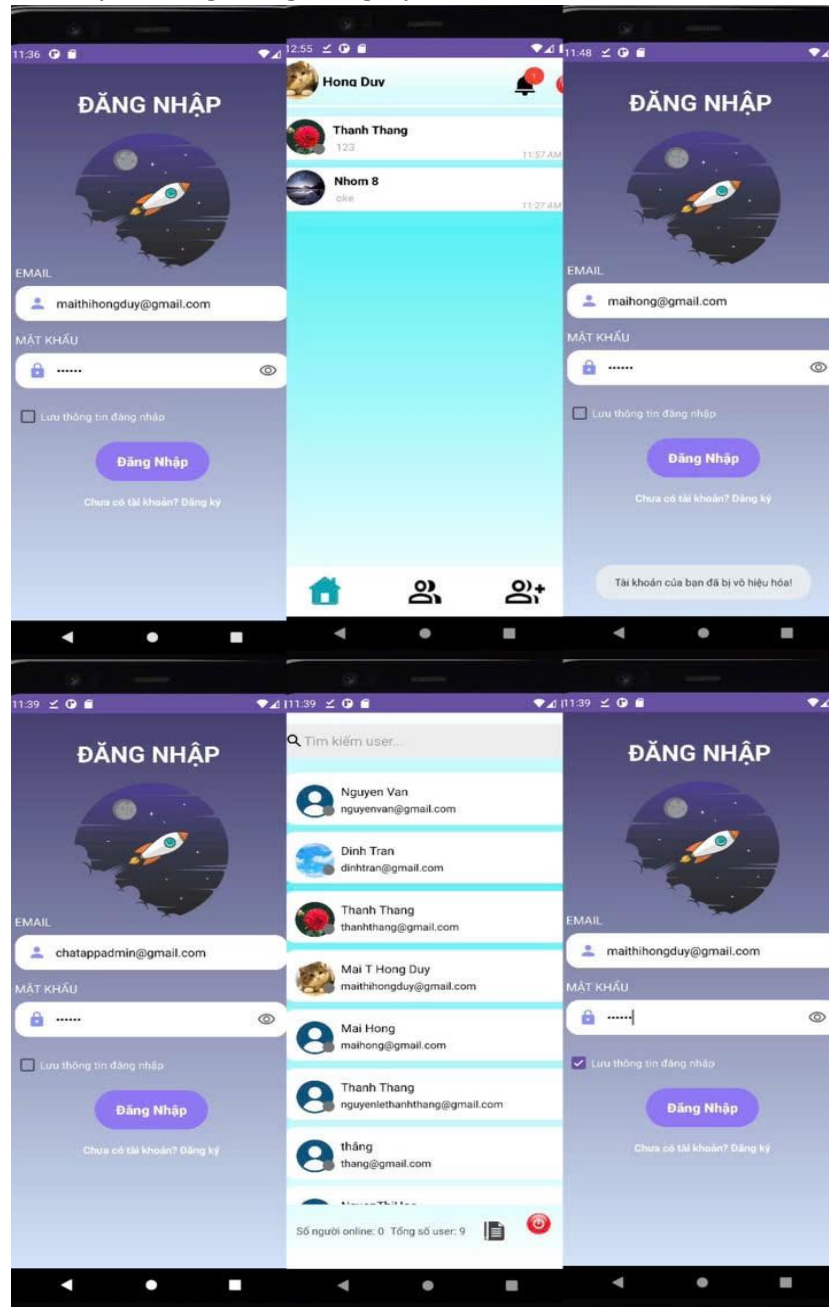 11:36
ĐĂNG NHẬP
EMAIL
maithihongduy@gmail.com
MẬT KHẨU
••••••
Lưu thông tin đăng nhập
Đăng Nhập
Chưa có tài khoản? Đăng ký
12:55
Hong Duy
1
Thanh Thang
123
11:57 AM
Nhom 8
oke
11:27 AM
11:48
ĐĂNG NHẬP
EMAIL
maihong@gmail.com
MẬT KHẨU
••••••
Lưu thông tin đăng nhập
Đăng Nhập
Chưa có tài khoản? Đăng ký
Tài khoản của bạn đã bị vô hiệu hóa!
11:39
ĐĂNG NHẬP
EMAIL
chatappadmin@gmail.com
MẬT KHẨU
••••••
Lưu thông tin đăng nhập
Đăng Nhập
Chưa có tài khoản? Đăng ký
11:39
Tìm kiếm user...
Nguyen Van
nguyenvan@gmail.com
Dinh Tran
dinhtran@gmail.com
Thanh Thang
thanhthang@gmail.com
Mai T Hong Duy
maithihongduy@gmail.com
Mai Hong
maihong@gmail.com
Thanh Thang
nguyenlethanhthang@gmail.com
thăng
thang@gmail.com
Số người online: 0 Tổng số user: 9
11:39
ĐĂNG NHẬP
EMAIL
maithihongduy@gmail.com
MẬT KHẨU
••••••
Lưu thông tin đăng nhập
Đăng Nhập
Chưa có tài khoản? Đăng ký